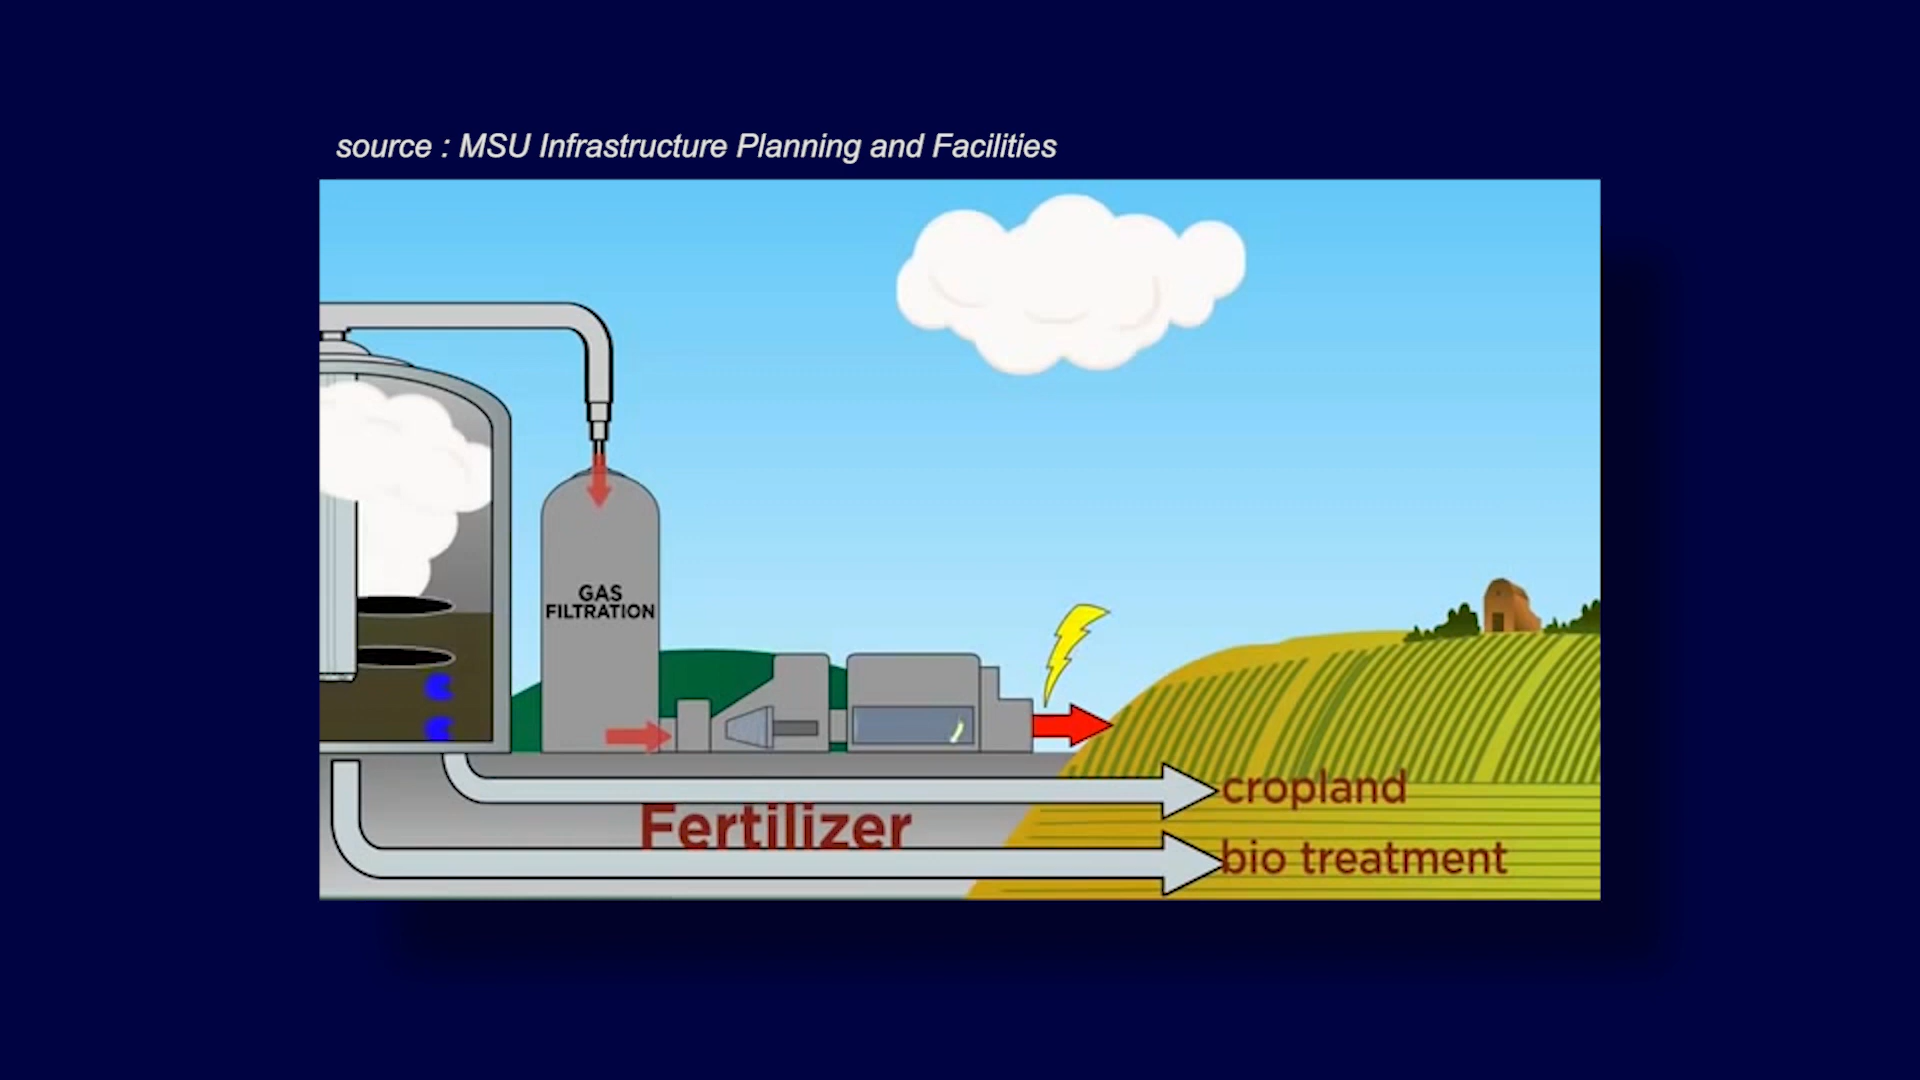 source : MSU Infrastructure Planning and Facilities
GAS
FILTRATION
cropland
Fertilizer
bio treatment